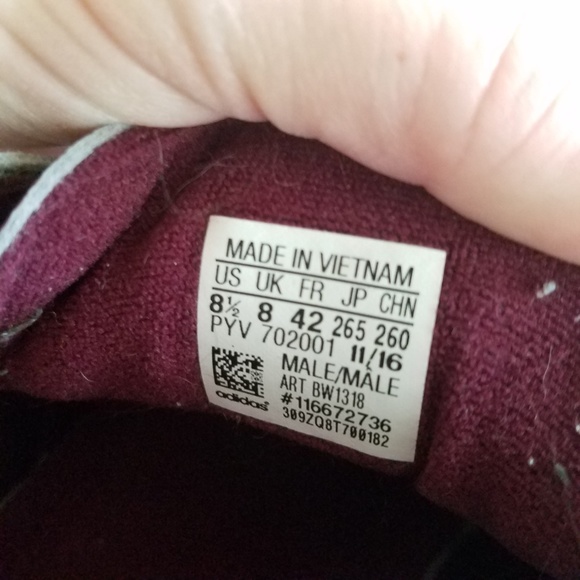 MADE IN VIETNAM
US UK FR JP CHN
8½ 8 42 265 260
PYV 702001 11/16
MALE/MÂLE
ART BW1318
#116672736
adidas
309ZQ8T700182